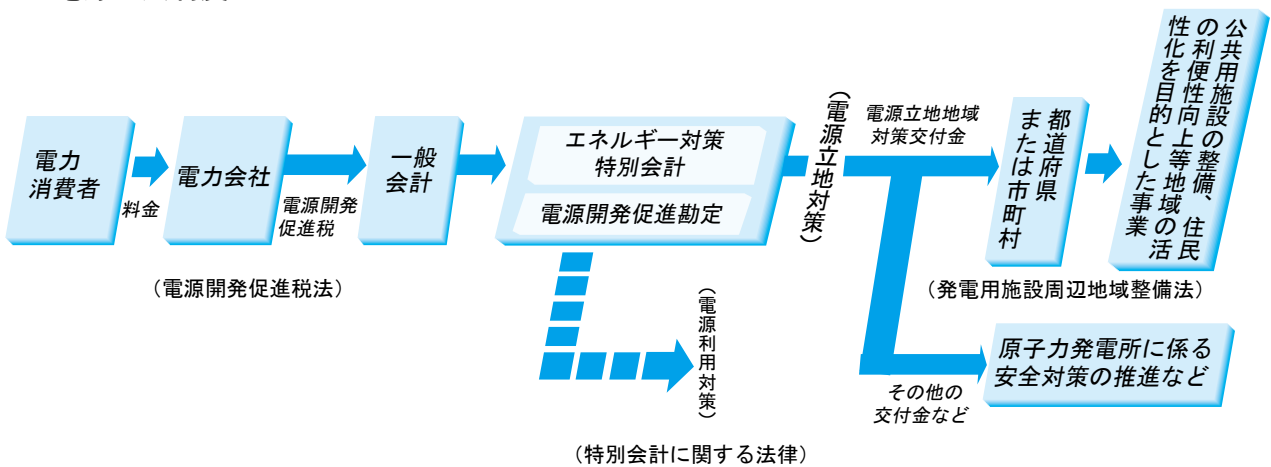 電力
消費者
料金
電力会社
電源開発
促進税
一般
会計
エネルギー対策
特別会計
電源開発促進勘定
（電源立地対策）
電源立地地域
対策交付金
都道府県
または市町村
公共用施設の整備、住民
の利便性向上等地域の活
性化を目的とした事業
（電源開発促進税法）
（電源利用対策）
（発電用施設周辺地域整備法）
その他の
交付金など
原子力発電所に係る
安全対策の推進など
（特別会計に関する法律）